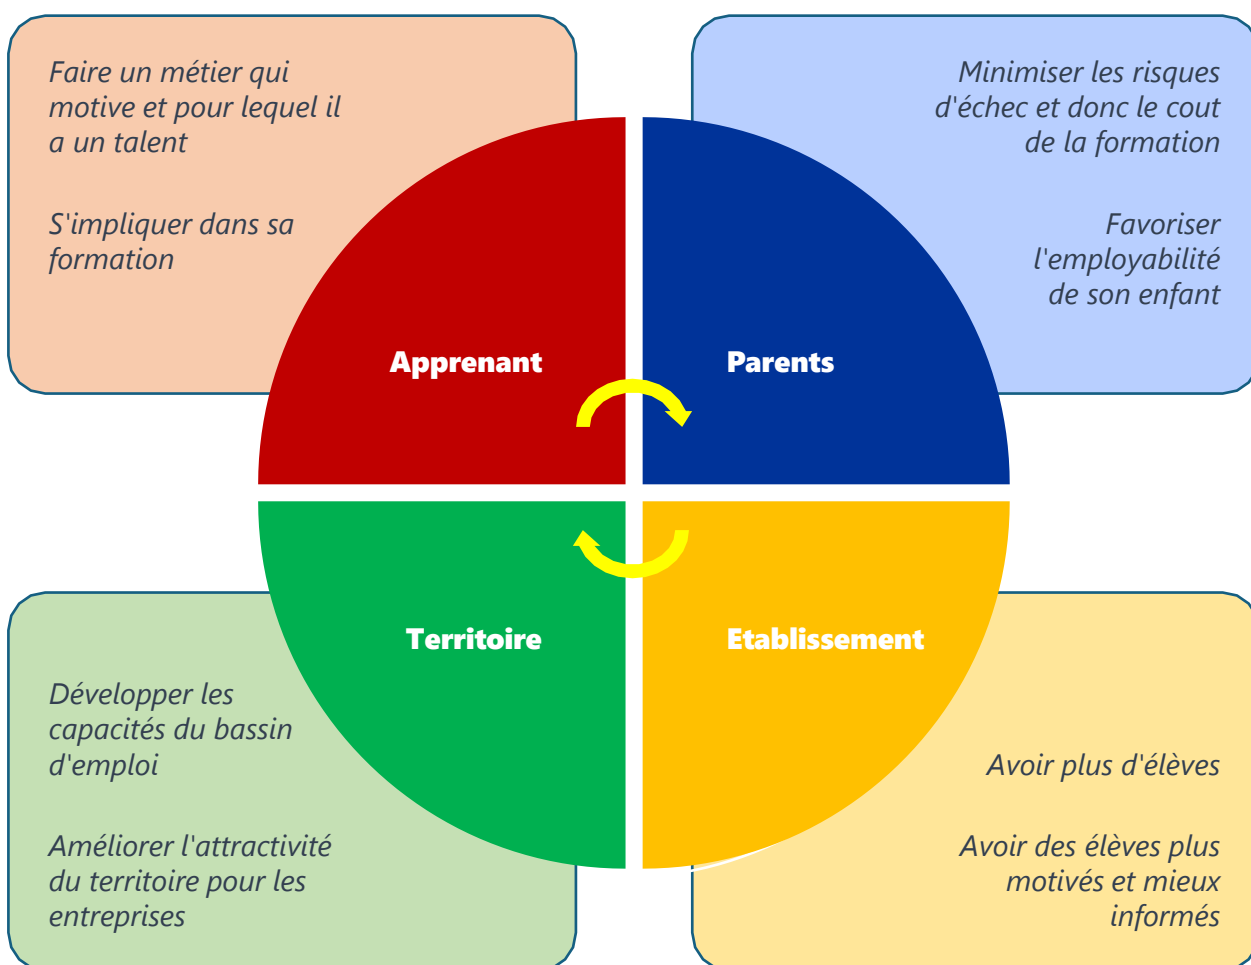 Faire un métier qui
motive et pour lequel il
a un talent
S'impliquer dans sa
formation
Minimiser les risques
d'échec et donc le cout
de la formation
Favoriser
l'employabilité
de son enfant
Apprenant
Parents
Territoire
Etablissement
Développer les
capacités du bassin
d'emploi
Améliorer l'attractivité
du territoire pour les
entreprises
Avoir plus d'élèves
Avoir des élèves plus
motivés et mieux
informés